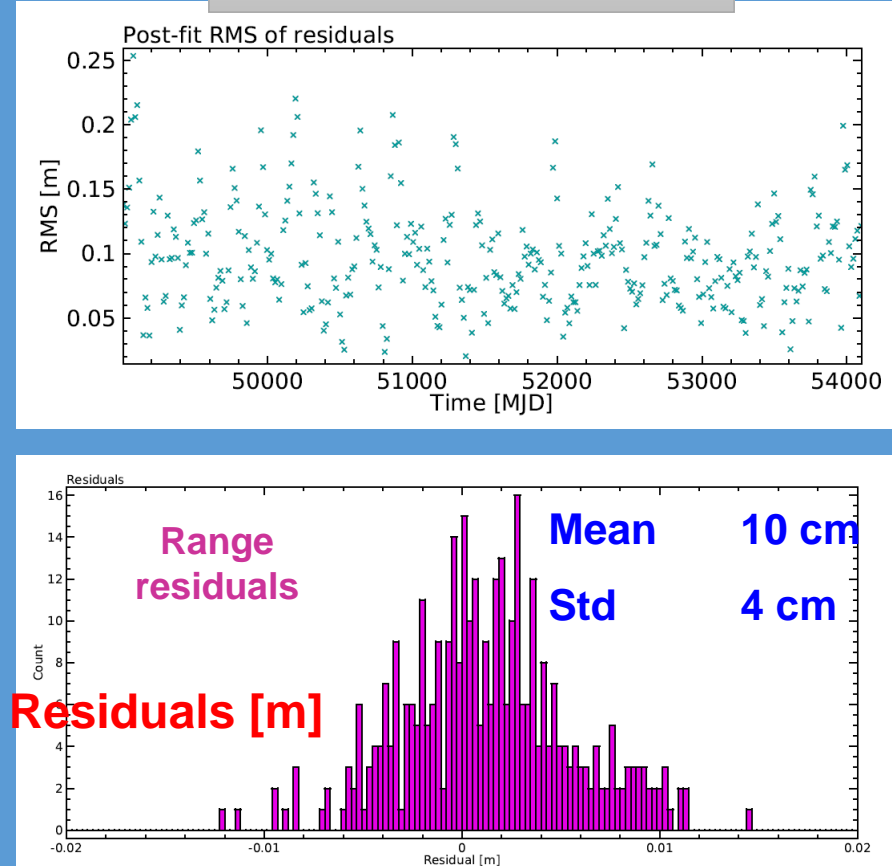 Post-fit RMS of residuals
0.25
0.2
0.15
0.1
0.05
RMS [m]
50000 51000 52000 53000 54000
Time [MJD]
Residuals
16
14
12
10
8
6
4
2
0
Count
Range
residuals
Mean 10 cm
Std 4 cm
Residuals [m]
-0.02 -0.01 0 0.01 0.02
Residual [m]